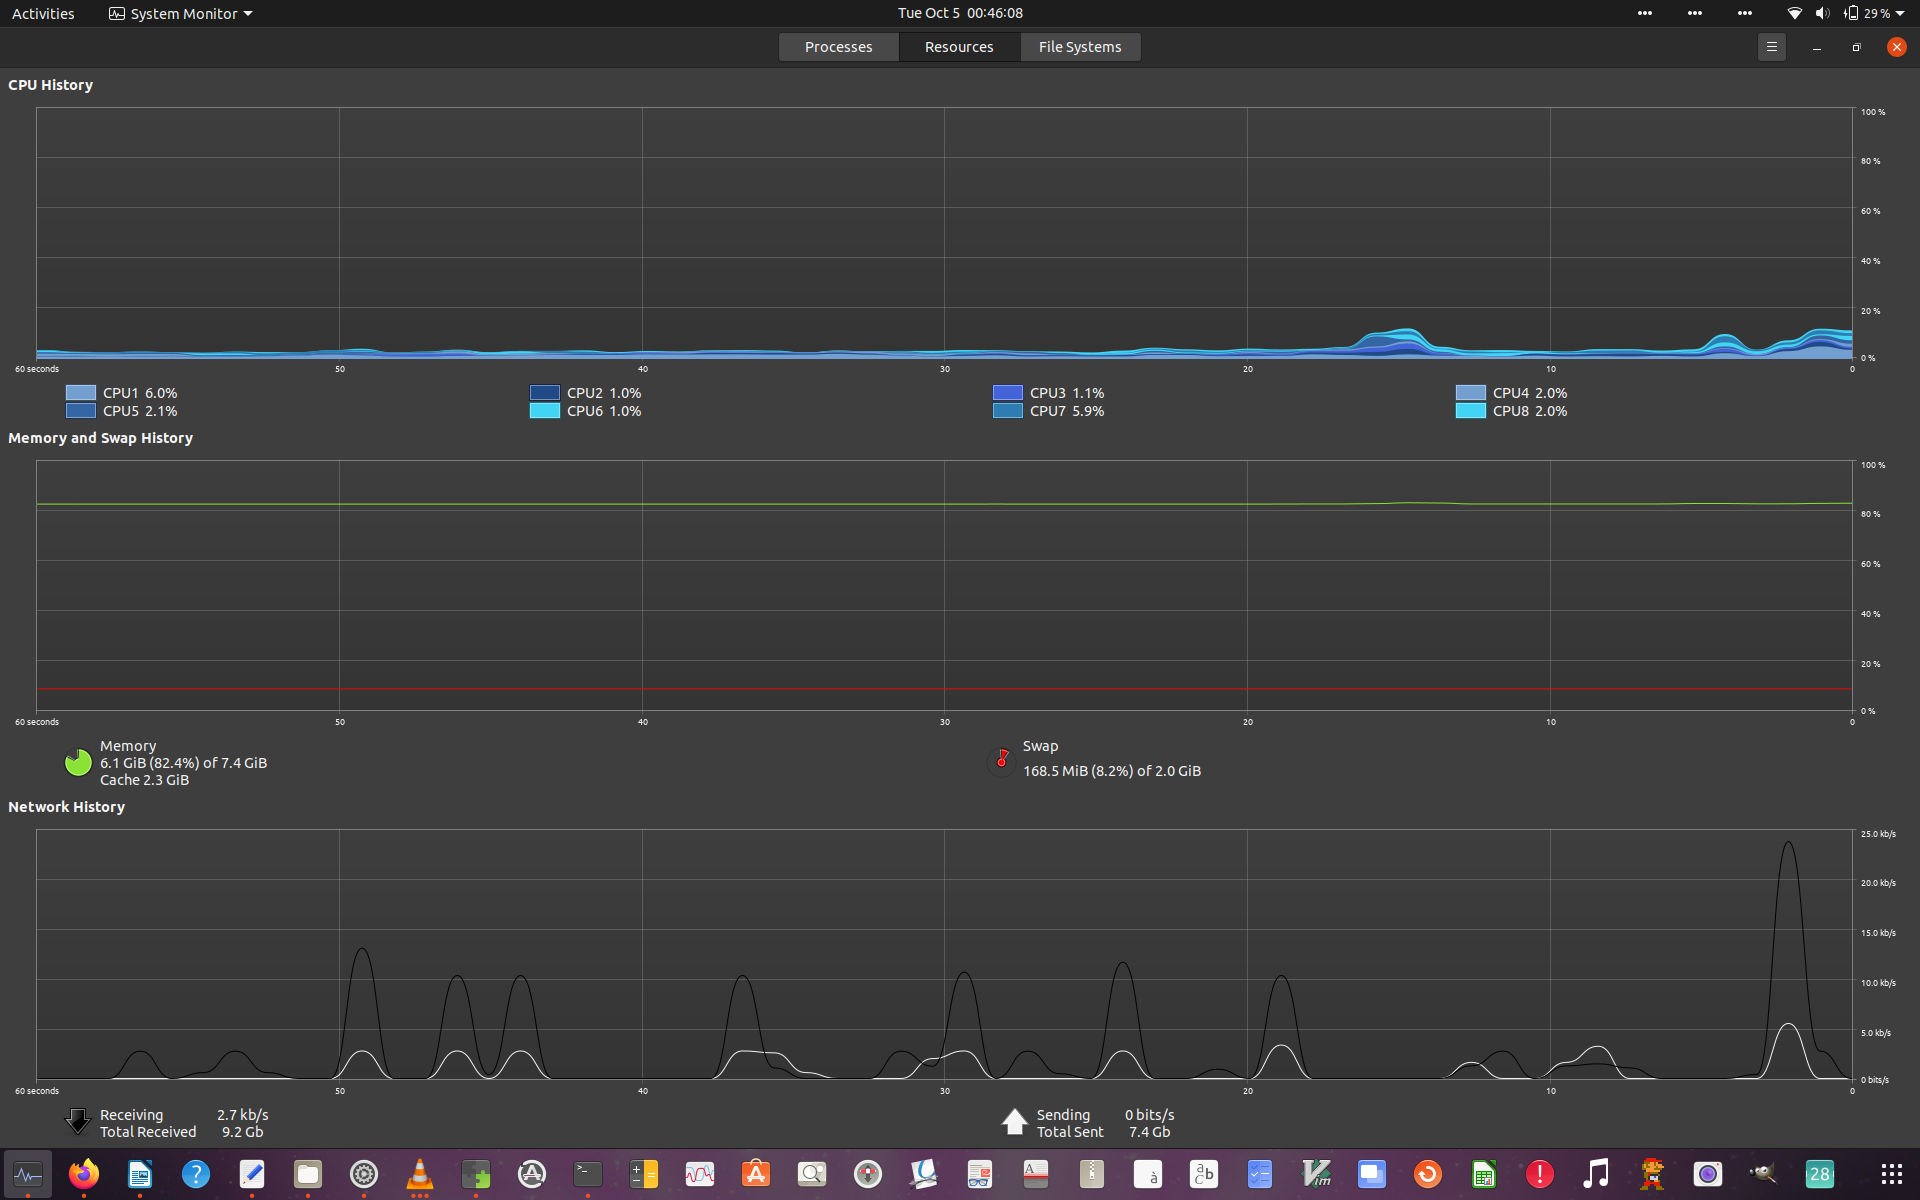 Activities System Monitor Tue Oct 5 00:46:08 29 %
Processes Resources File Systems
CPU History
100 %
80 %
60 %
40 %
20 %
0 %
60 seconds 50 40 30 20 10 0
CPU1 6.0% CPU2 1.0% CPU3 1.1% CPU4 2.0%
CPU5 2.1% CPU6 1.0% CPU7 5.9% CPU8 2.0%
Memory and Swap History
100 %
80 %
60 %
40 %
20 %
0 %
60 seconds 50 40 30 20 10 0
Memory Swap
6.1 GiB (82.4%) of 7.4 GiB 168.5 MiB (8.2%) of 2.0 GiB
Cache 2.3 GiB
Network History
25.0 kb/s
20.0 kb/s
15.0 kb/s
10.0 kb/s
5.0 kb/s
0 bits/s
60 seconds 50 40 30 20 10 0
Receiving 2.7 kb/s Sending 0 bits/s
Total Received 9.2 Gb Total Sent 7.4 Gb
? >_ A à abc Vim ! 28